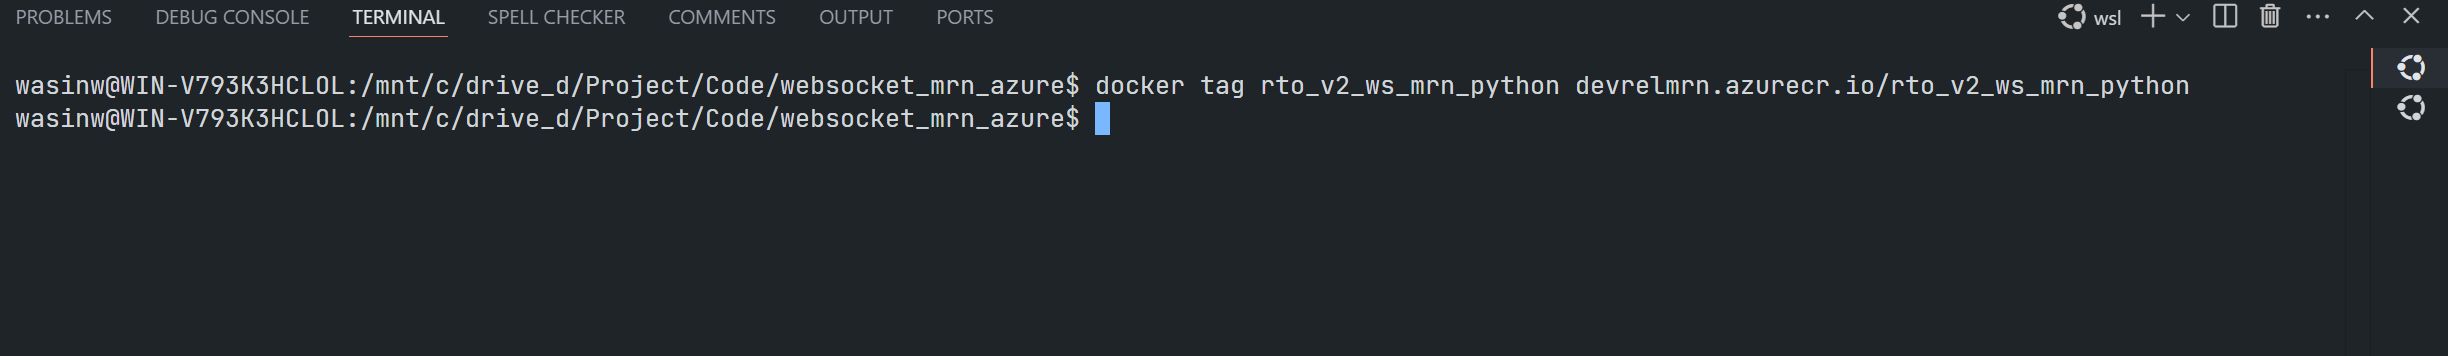 PROBLEMS DEBUG CONSOLE TERMINAL SPELL CHECKER COMMENTS OUTPUT PORTS wsl
wasinw@WIN-V793K3HCLOL:/mnt/c/drive_d/Project/Code/websocket_mrn_azure$ docker tag rto_v2_ws_mrn_python devrelmrn.azurecr.io/rto_v2_ws_mrn_python
wasinw@WIN-V793K3HCLOL:/mnt/c/drive_d/Project/Code/websocket_mrn_azure$